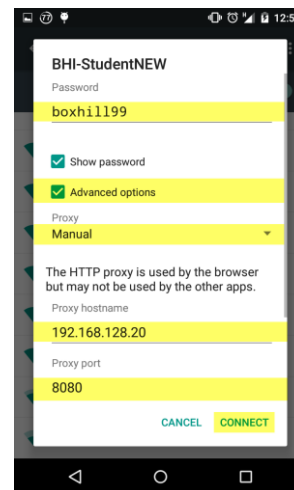 77 12:5
BHI-StudentNEW
Password
boxhill99
Show password
Advanced options
Proxy
Manual
The HTTP proxy is used by the browser
but may not be used by the other apps.
Proxy hostname
192.168.128.20
Proxy port
8080
CANCEL CONNECT